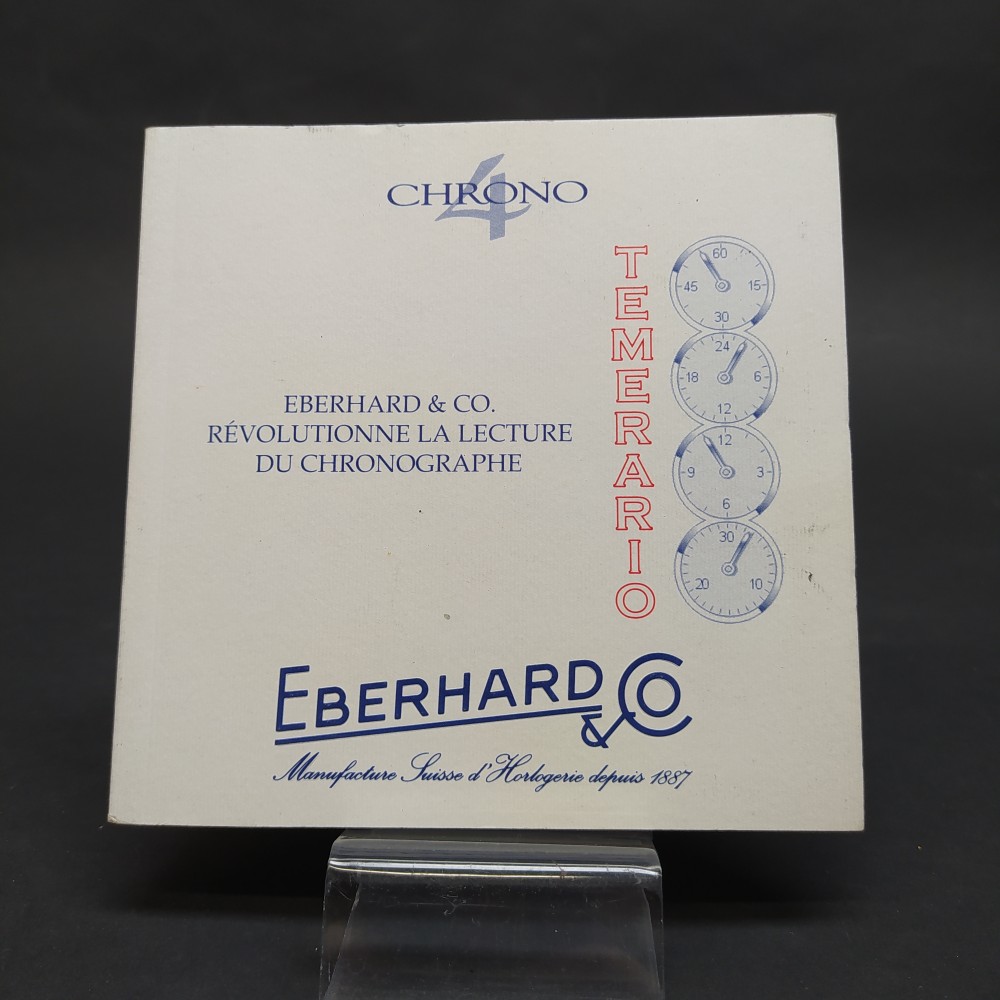 CHRONO 4
TEMERARIO
60
45 15
30
24
18 6
12
12
9 3
6
30
20 10
EBERHARD & CO.
RÉVOLUTIONNE LA LECTURE
DU CHRONOGRAPHE
EBERHARD & CO
Manufacture Suisse d'Horlogerie depuis 1887